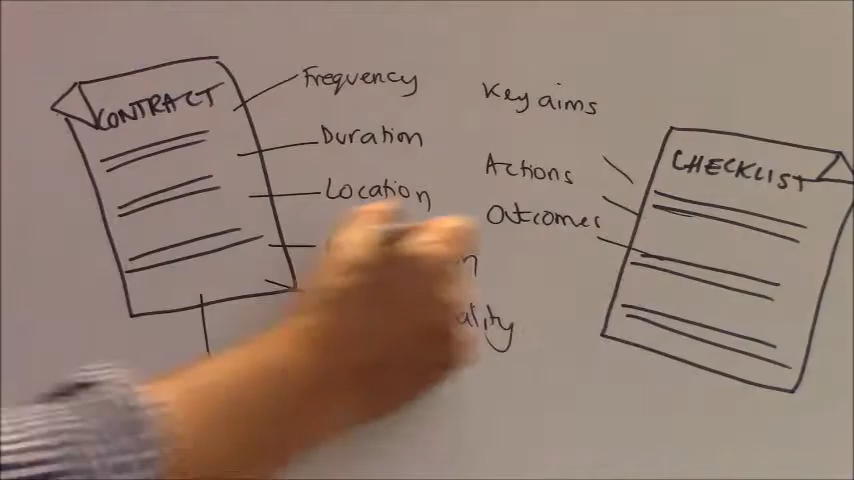 CONTRACT
Frequency
Duration
Location
Key aims
Actions
Outcomes
CHECKLIST